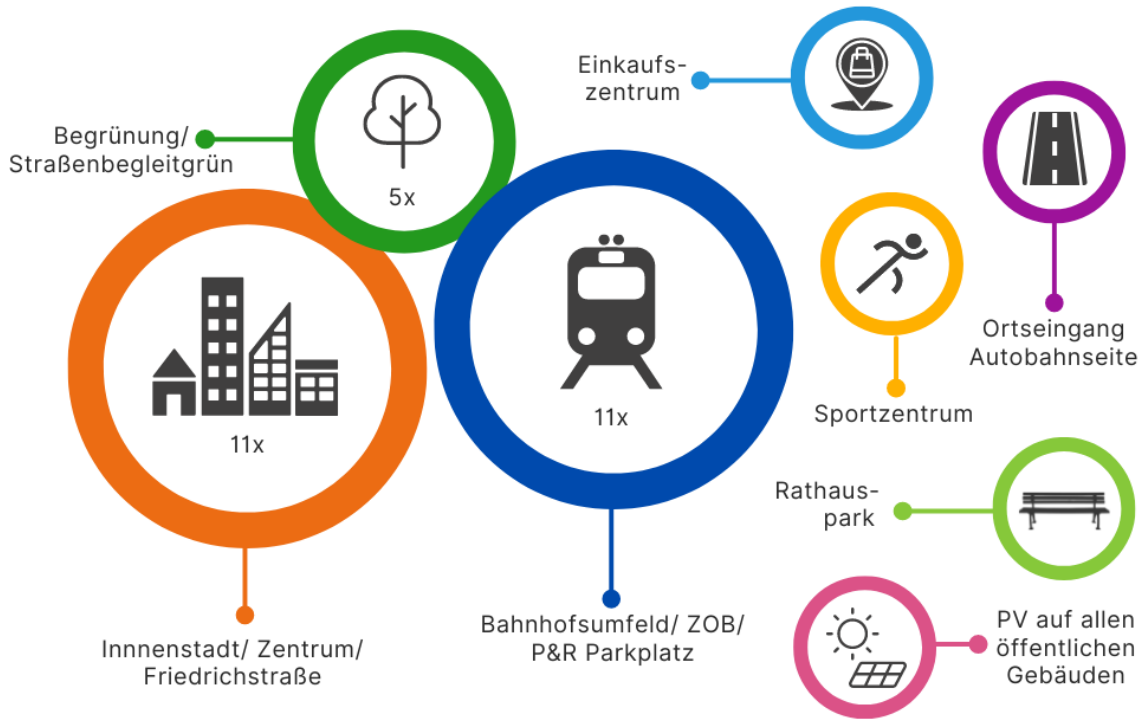 Begrünung/
Straßenbegleitgrün
5x
11x
Innnenstadt/ Zentrum/
Friedrichstraße
11x
Bahnhofsumfeld/ ZOB/
P&R Parkplatz
Einkaufs-
zentrum
Ortseingang
Autobahnseite
Sportzentrum
Rathaus-
park
PV auf allen
öffentlichen
Gebäuden